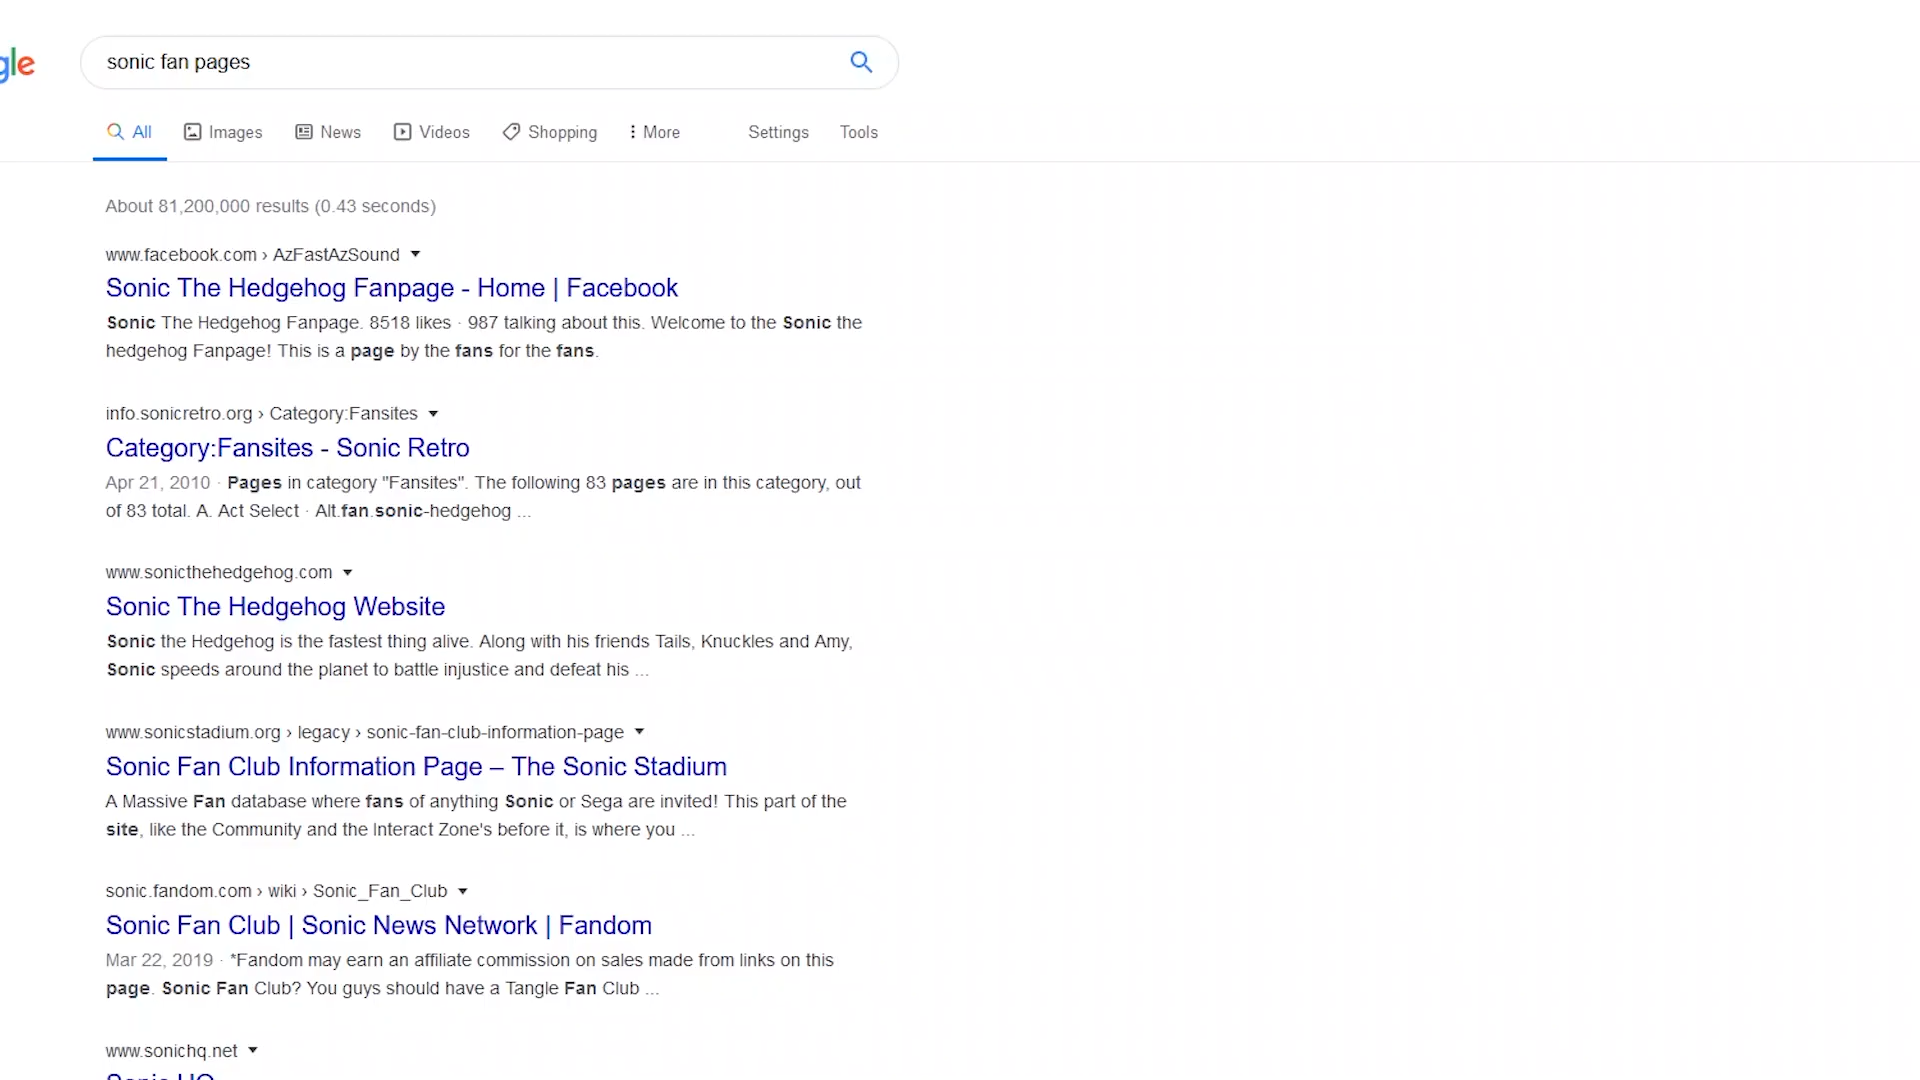 gle
sonic fan pages
All Images News Videos Shopping More Settings Tools
About 81,200,000 results (0.43 seconds)
www.facebook.com › AzFastAzSound
Sonic The Hedgehog Fanpage - Home | Facebook
Sonic The Hedgehog Fanpage. 8518 likes · 987 talking about this. Welcome to the Sonic the
hedgehog Fanpage! This is a page by the fans for the fans.
info.sonicretro.org › Category:Fansites
Category:Fansites - Sonic Retro
Apr 21, 2010 · Pages in category "Fansites". The following 83 pages are in this category, out
of 83 total. A. Act Select · Alt.fan.sonic-hedgehog ...
www.sonicthehedgehog.com
Sonic The Hedgehog Website
Sonic the Hedgehog is the fastest thing alive. Along with his friends Tails, Knuckles and Amy,
Sonic speeds around the planet to battle injustice and defeat his ...
www.sonicstadium.org › legacy › sonic-fan-club-information-page
Sonic Fan Club Information Page – The Sonic Stadium
A Massive Fan database where fans of anything Sonic or Sega are invited! This part of the
site, like the Community and the Interact Zone's before it, is where you ...
sonic.fandom.com › wiki › Sonic_Fan_Club
Sonic Fan Club | Sonic News Network | Fandom
Mar 22, 2019 · *Fandom may earn an affiliate commission on sales made from links on this
page. Sonic Fan Club? You guys should have a Tangle Fan Club ...
www.sonichq.net
Sonic HQ